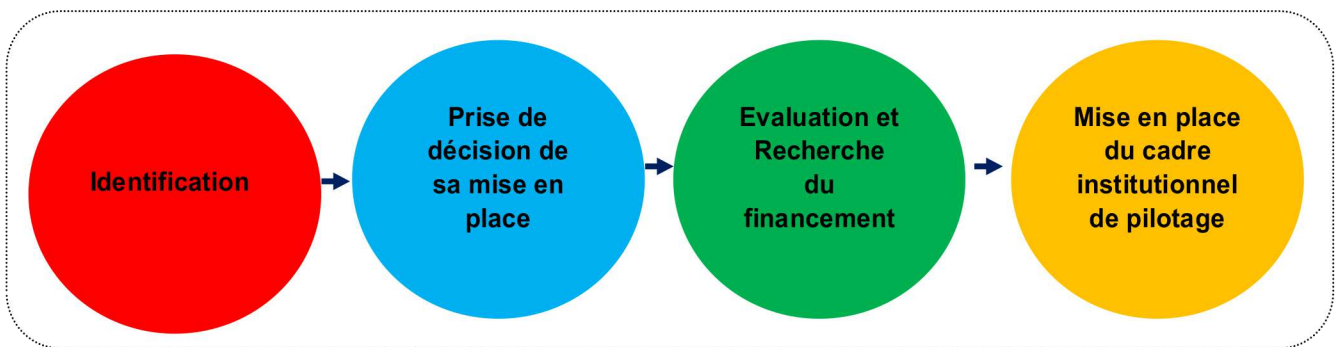 Identification
Prise de
décision de
sa mise en
place
Evaluation et
Recherche
du
financement
Mise en place
du cadre
institutionnel
de pilotage